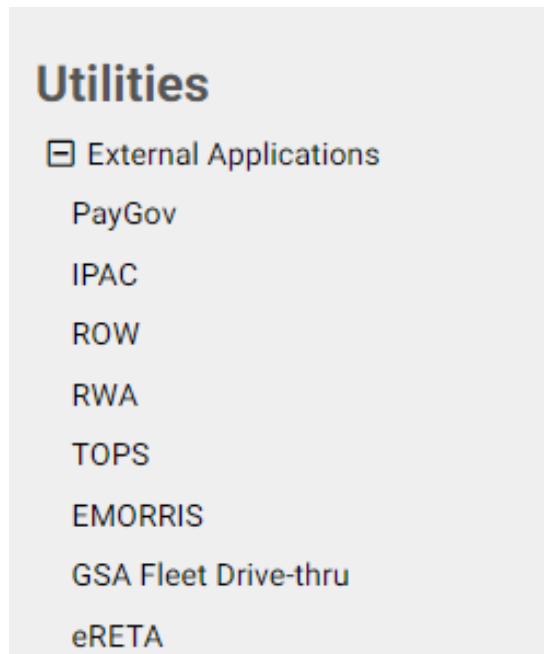 Utilities
External Applications
PayGov
IPAC
ROW
RWA
TOPS
EMORRIS
GSA Fleet Drive-thru
eRETA